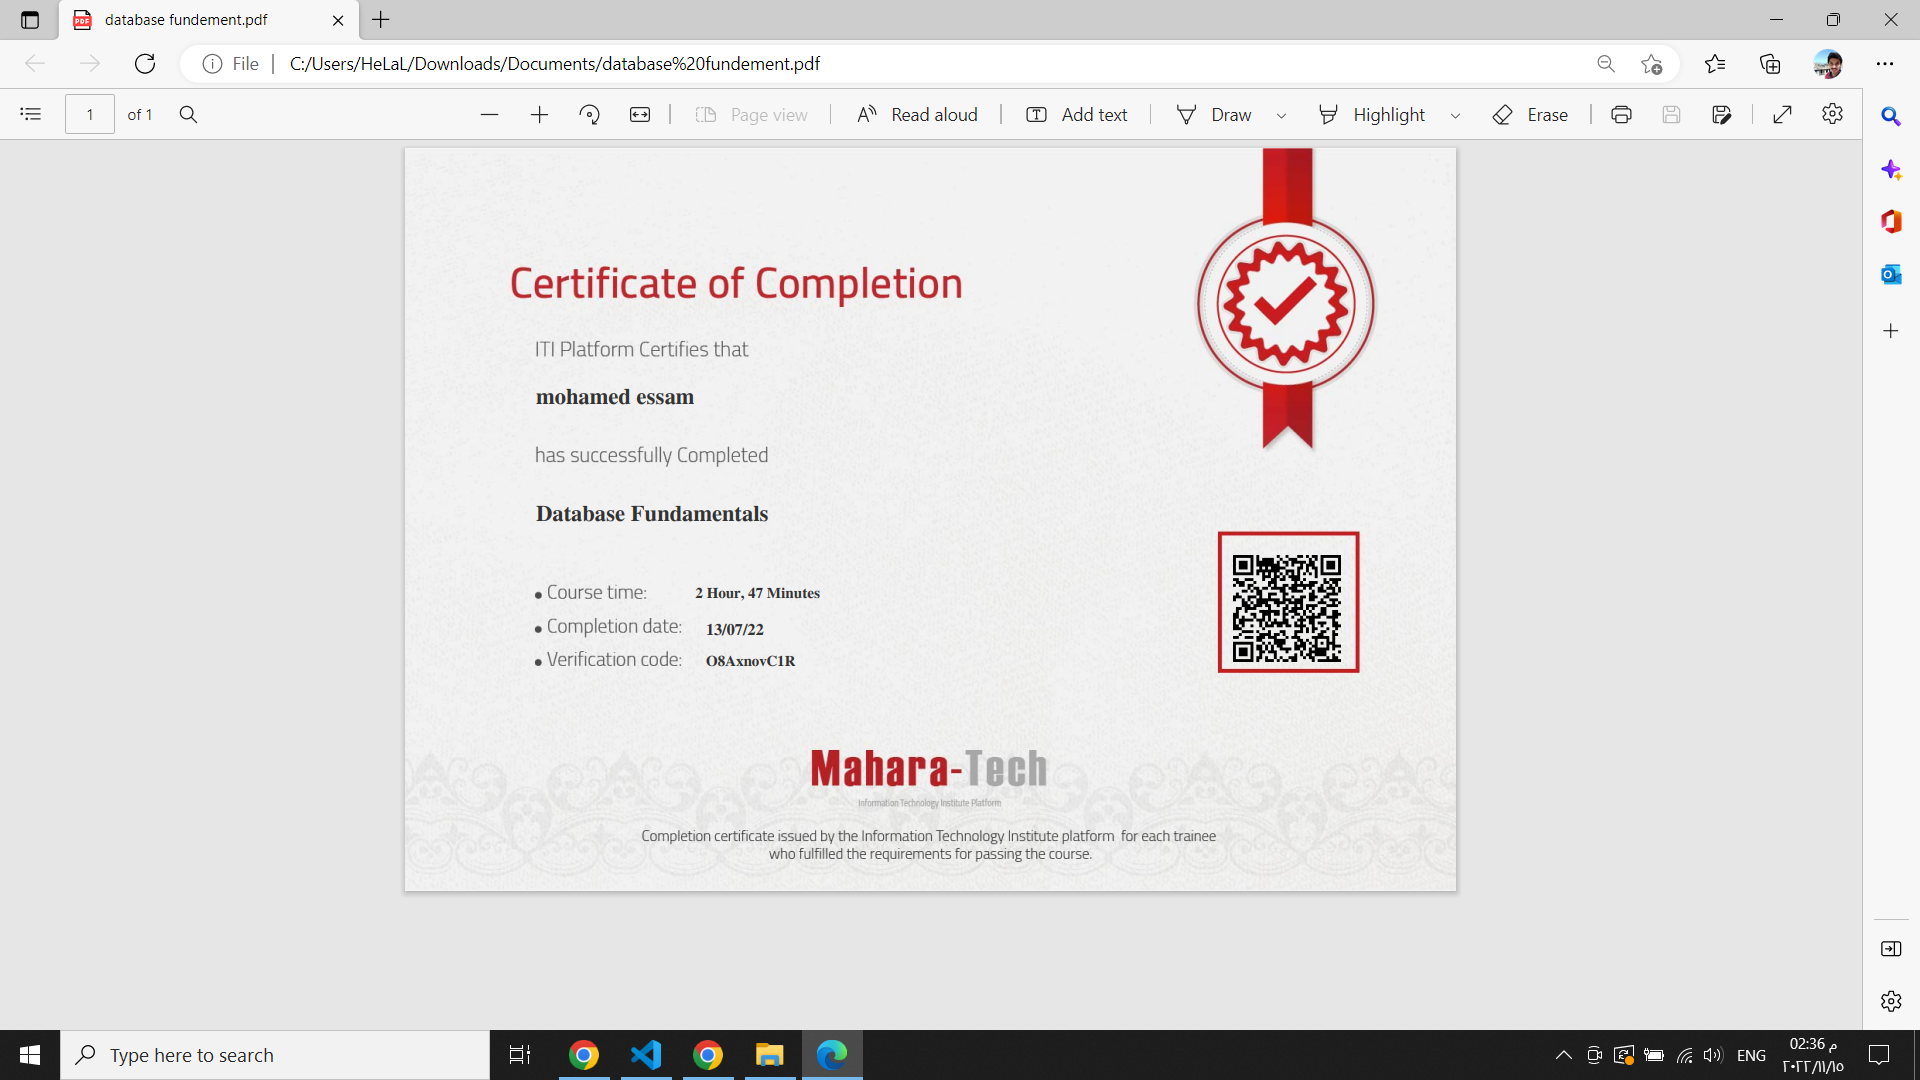 database fundement.pdf
File
C:/Users/HeLaL/Downloads/Documents/database%20fundement.pdf
1 of 1
Page view
Read aloud
Add text
Draw
Highlight
Erase
Certificate of Completion
ITI Platform Certifies that
mohamed essam
has successfully Completed
Database Fundamentals
• Course time: 2 Hour, 47 Minutes
• Completion date: 13/07/22
• Verification code: O8AxnovC1R
Mahara-Tech
Information Technology Institute Platform
Completion certificate issued by the Information Technology Institute platform for each trainee
who fulfilled the requirements for passing the course.
Type here to search
ENG
02:36 م
٢٠٢٢/١١/١٥